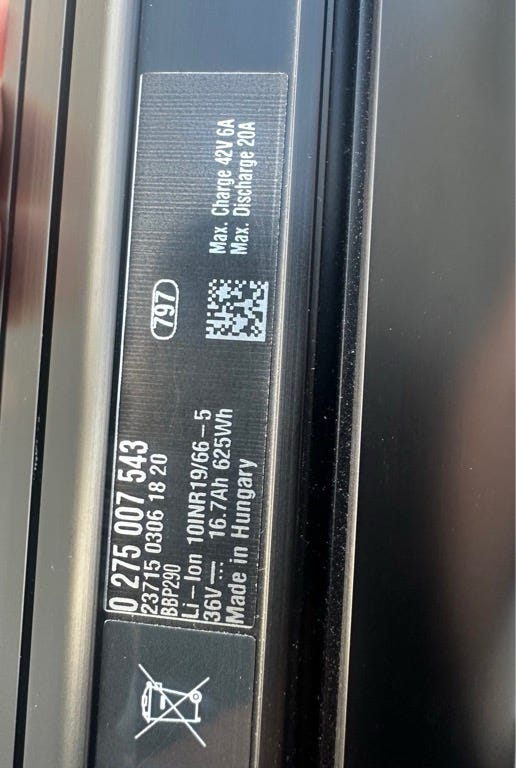 0 275 007 543
23715 0306 18 20
BBP290
Li – Ion 10INR19/66 – 5
36V 16.7Ah 625Wh
Made in Hungary
797
Max. Charge 42V 6A
Max. Discharge 20A